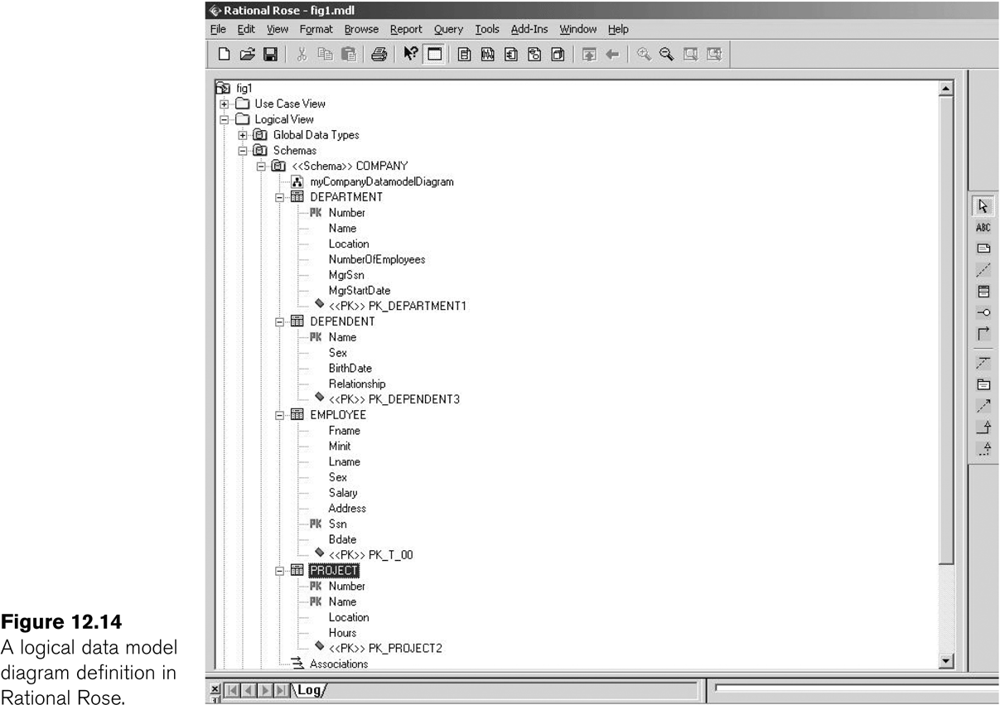 Rational Rose - fig1.mdl
File Edit View Format Browse Report Query Tools Add-Ins Window Help
fig1
Use Case View
Logical View
Global Data Types
Schemas
<<Schema>> COMPANY
myCompanyDatamodelDiagram
DEPARTMENT
PK Number
Name
Location
NumberOfEmployees
MgrSsn
MgrStartDate
<<PK>> PK_DEPARTMENT1
DEPENDENT
PK Name
Sex
BirthDate
Relationship
<<PK>> PK_DEPENDENT3
EMPLOYEE
Fname
Minit
Lname
Sex
Salary
Address
PK Ssn
Bdate
<<PK>> PK_T_00
PROJECT
PK Number
PK Name
Location
Hours
<<PK>> PK_PROJECT2
Associations
ABC
Log
Figure 12.14
A logical data model
diagram definition in
Rational Rose.